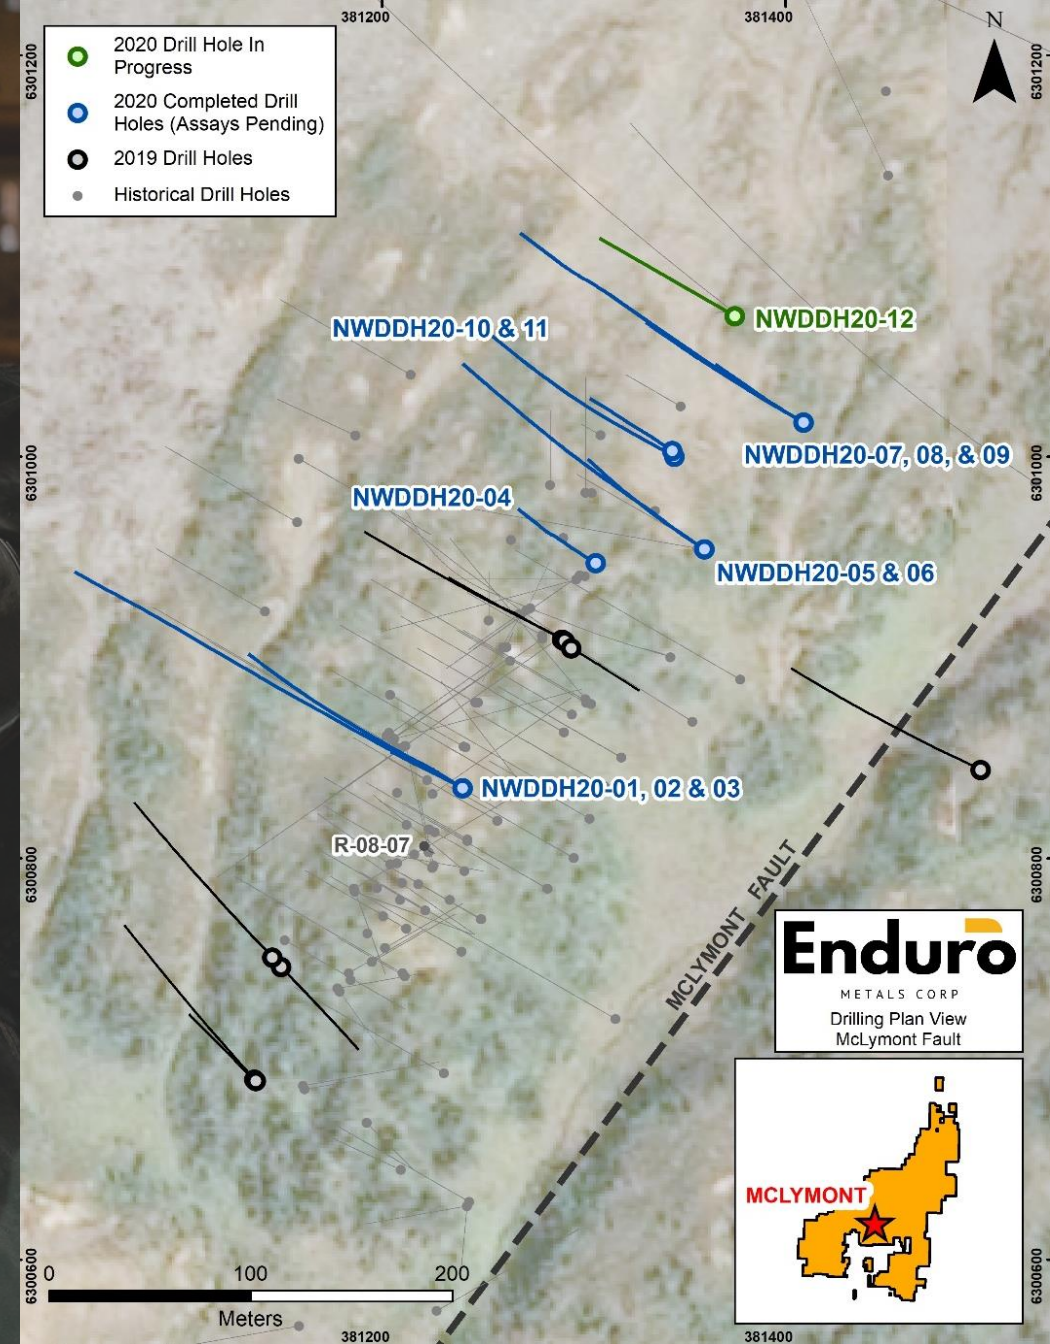 381200
381400
N
6301200
6301200
2020 Drill Hole In
Progress
2020 Completed Drill
Holes (Assays Pending)
2019 Drill Holes
Historical Drill Holes
NWDDH20-12
NWDDH20-10 & 11
NWDDH20-07, 08, & 09
6301000
6301000
NWDDH20-04
NWDDH20-05 & 06
NWDDH20-01, 02 & 03
R-08-07
6300800
6300800
MCLYMONT FAULT
Enduro
METALS CORP
Drilling Plan View
McLymont Fault
MCLYMONT
6300600
6300600
0 100 200
Meters
381200
381400